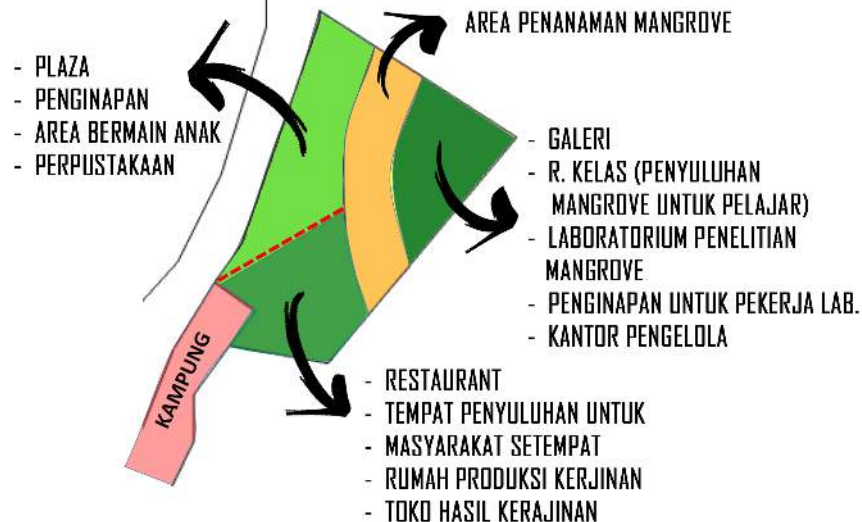 AREA PENANAMAN MANGROVE
- PLAZA
- PENGINAPAN
- AREA BERMAIN ANAK
- PERPUSTAKAAN
- GALERI
- R. KELAS (PENYULUHAN
MANGROVE UNTUK PELAJAR)
- LABORATORIUM PENELITIAN
MANGROVE
- PENGINAPAN UNTUK PEKERJA LAB.
- KANTOR PENGELOLA
KAMPUNG
- RESTAURANT
- TEMPAT PENYULUHAN UNTUK
- MASYARAKAT SETEMPAT
- RUMAH PRODUKSI KERJINAN
- TOKO HASIL KERAJINAN